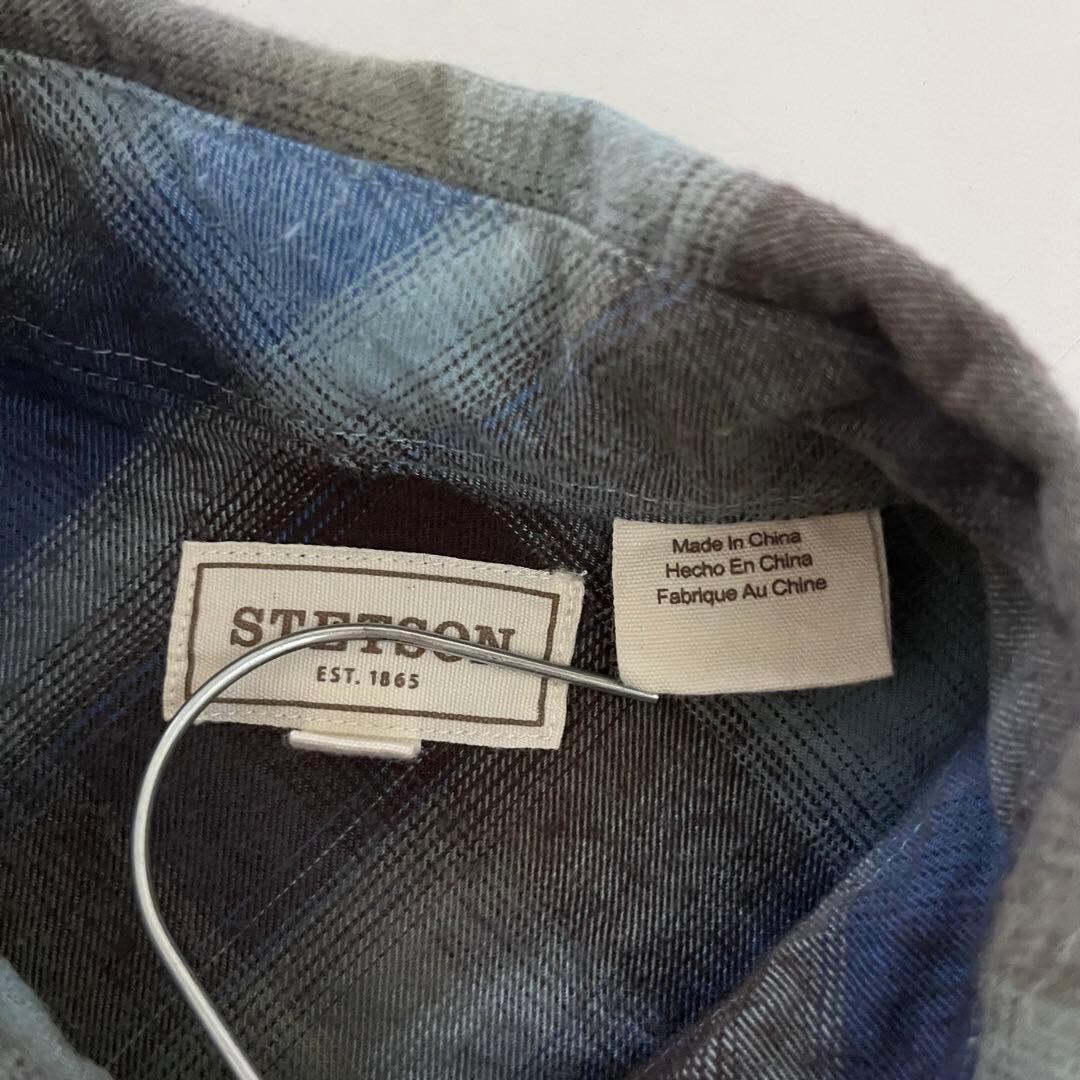 STETSON
EST. 1865
Made In China
Hecho En China
Fabrique Au Chine